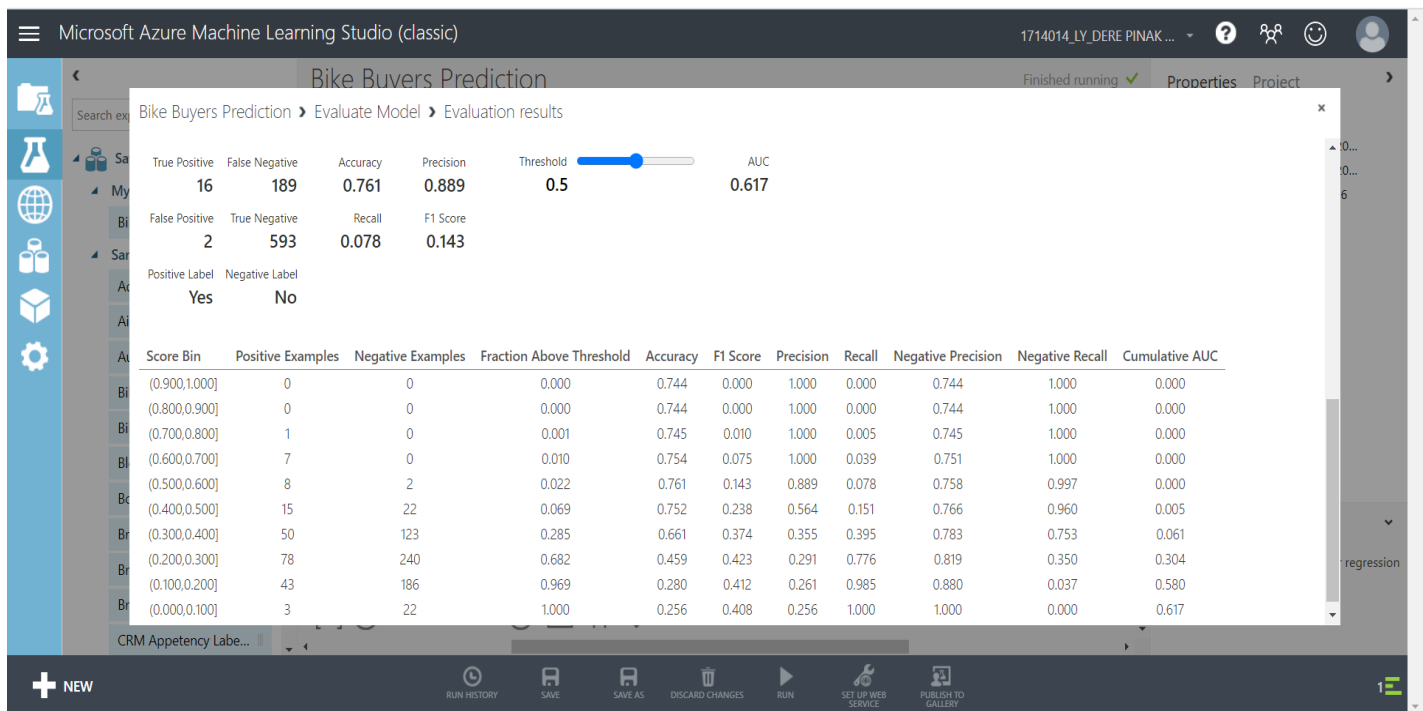 Microsoft Azure Machine Learning Studio (classic)
1714014_LY_DERE PINAK ...
Bike Buyers Prediction
Finished running
Properties Project
Search ex
Bike Buyers Prediction > Evaluate Model > Evaluation results
True Positive False Negative Accuracy Precision Threshold AUC
16 189 0.761 0.889 0.5 0.617
False Positive True Negative Recall F1 Score
2 593 0.078 0.143
Positive Label Negative Label
Yes No
Score Bin Positive Examples Negative Examples Fraction Above Threshold Accuracy F1 Score Precision Recall Negative Precision Negative Recall Cumulative AUC
(0.900,1.000] 0 0 0.000 0.744 0.000 1.000 0.000 0.744 1.000 0.000
(0.800,0.900] 0 0 0.000 0.744 0.000 1.000 0.000 0.744 1.000 0.000
(0.700,0.800] 1 0 0.001 0.745 0.010 1.000 0.005 0.745 1.000 0.000
(0.600,0.700] 7 0 0.010 0.754 0.075 1.000 0.039 0.751 1.000 0.000
(0.500,0.600] 8 2 0.022 0.761 0.143 0.889 0.078 0.758 0.997 0.000
(0.400,0.500] 15 22 0.069 0.752 0.238 0.564 0.151 0.766 0.960 0.005
(0.300,0.400] 50 123 0.285 0.661 0.374 0.355 0.395 0.783 0.753 0.061
(0.200,0.300] 78 240 0.682 0.459 0.423 0.291 0.776 0.819 0.350 0.304
(0.100,0.200] 43 186 0.969 0.280 0.412 0.261 0.985 0.880 0.037 0.580
(0.000,0.100] 3 22 1.000 0.256 0.408 0.256 1.000 1.000 0.000 0.617
regression
CRM Appetency Labe...
NEW
RUN HISTORY
SAVE
SAVE AS
DISCARD CHANGES
RUN
SET UP WEB
SERVICE
PUBLISH TO
GALLERY
1